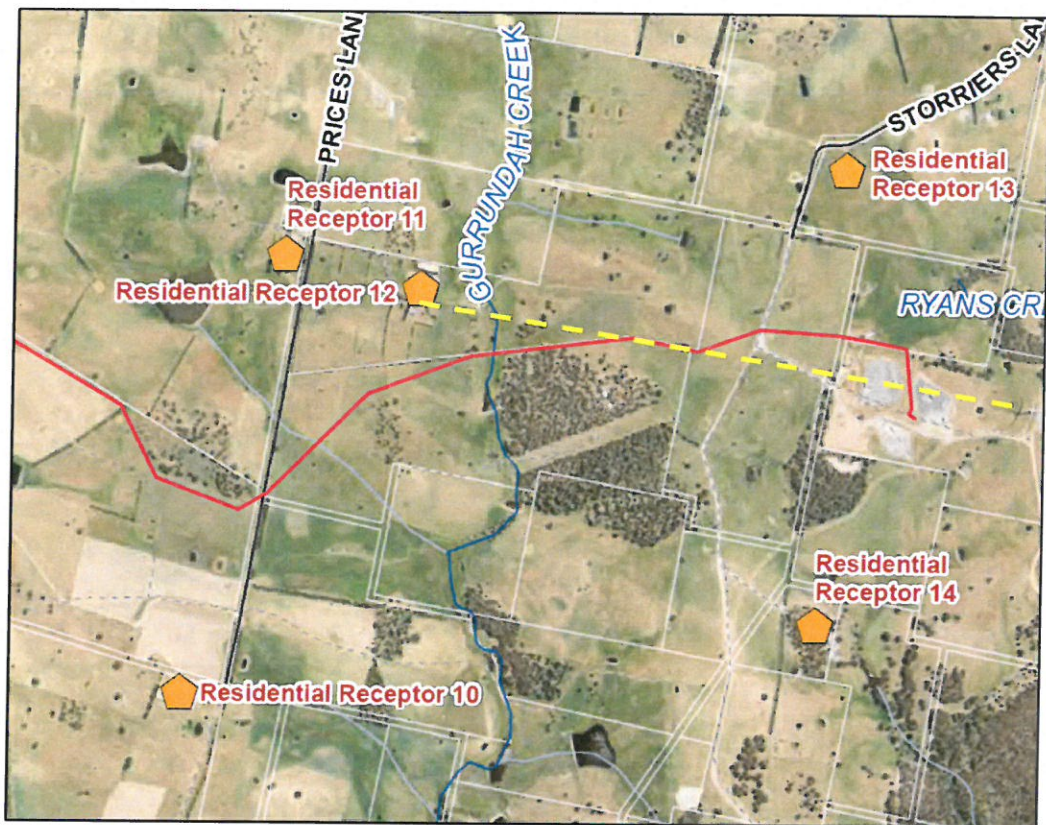 PRICES LAN
GURRUNDAH CREEK
STORRIERS LA
Residential
Receptor 13
Residential
Receptor 11
Residential Receptor 12
RYANS CR
Residential
Receptor 14
Residential Receptor 10